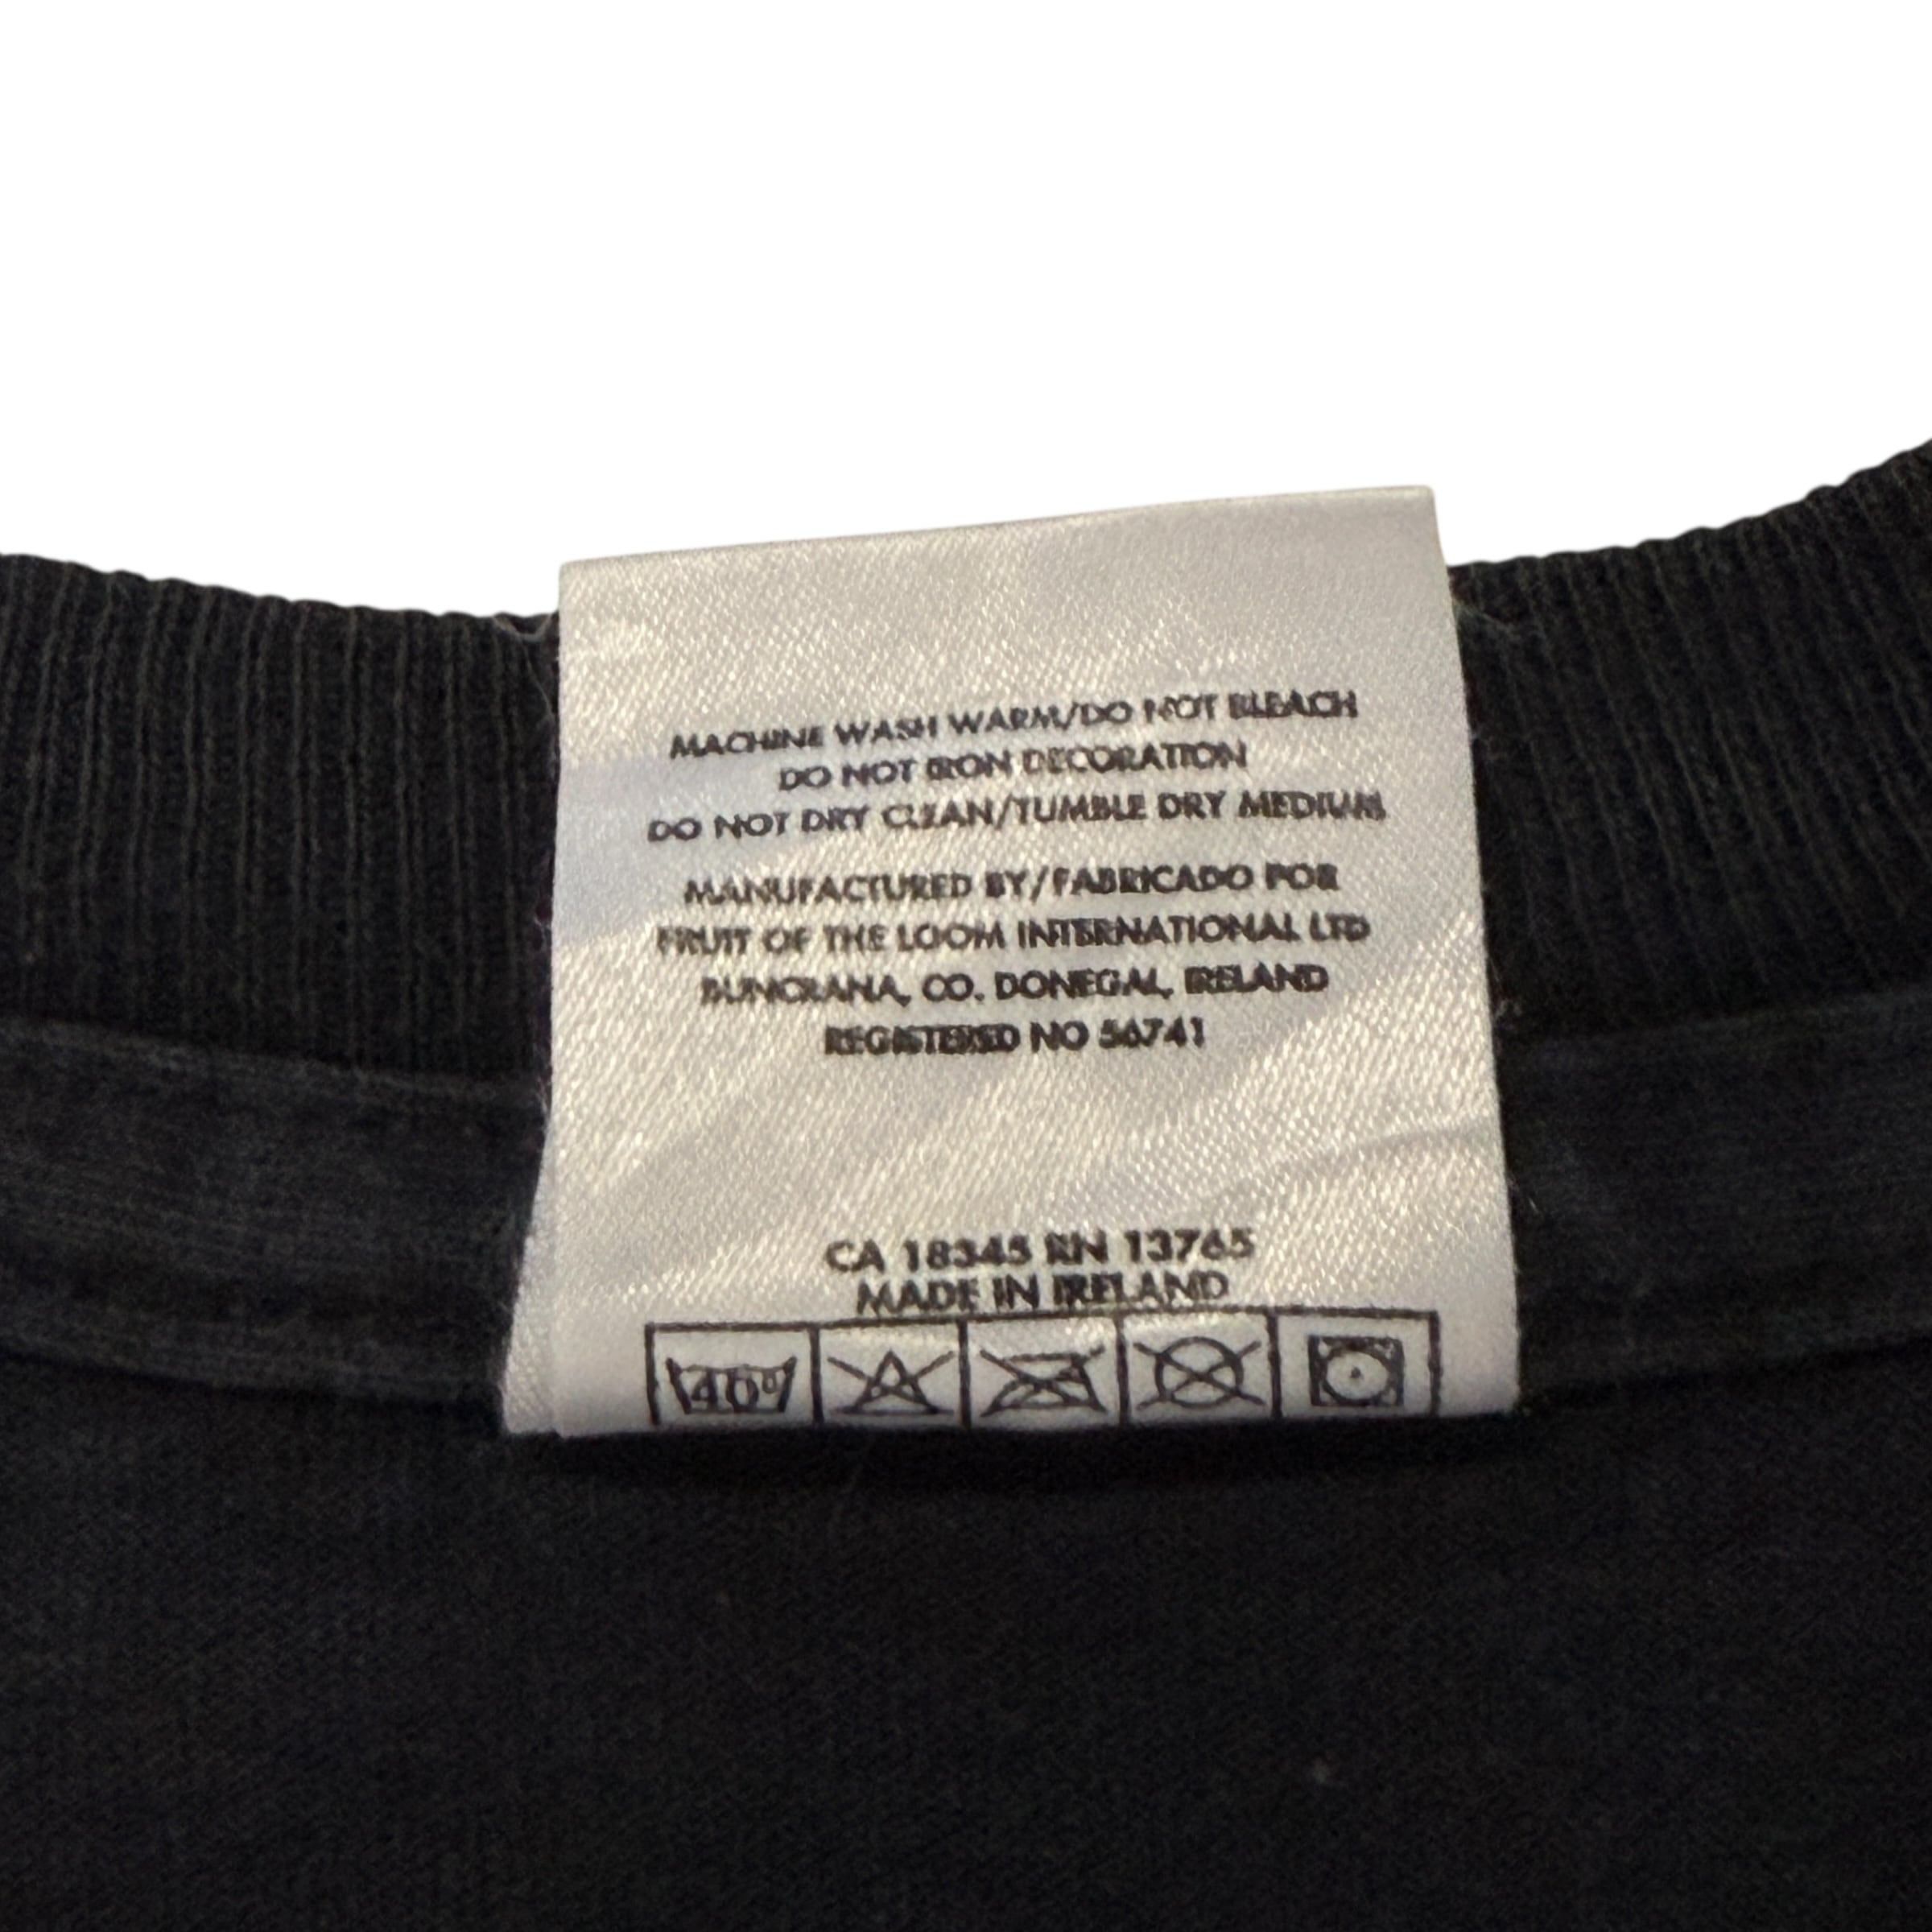 MACHINE WASH WARM/DO NOT BLEACH
DO NOT IRON DECORATION
DO NOT DRY CLEAN/TUMBLE DRY MEDIUM
MANUFACTURED BY/FABRICADO POR
FRUIT OF THE LOOM INTERNATIONAL LTD
BUNCRANA, CO. DONEGAL, IRELAND
REGISTERED NO 56741
CA 18345 RN 13765
MADE IN IRELAND
40°